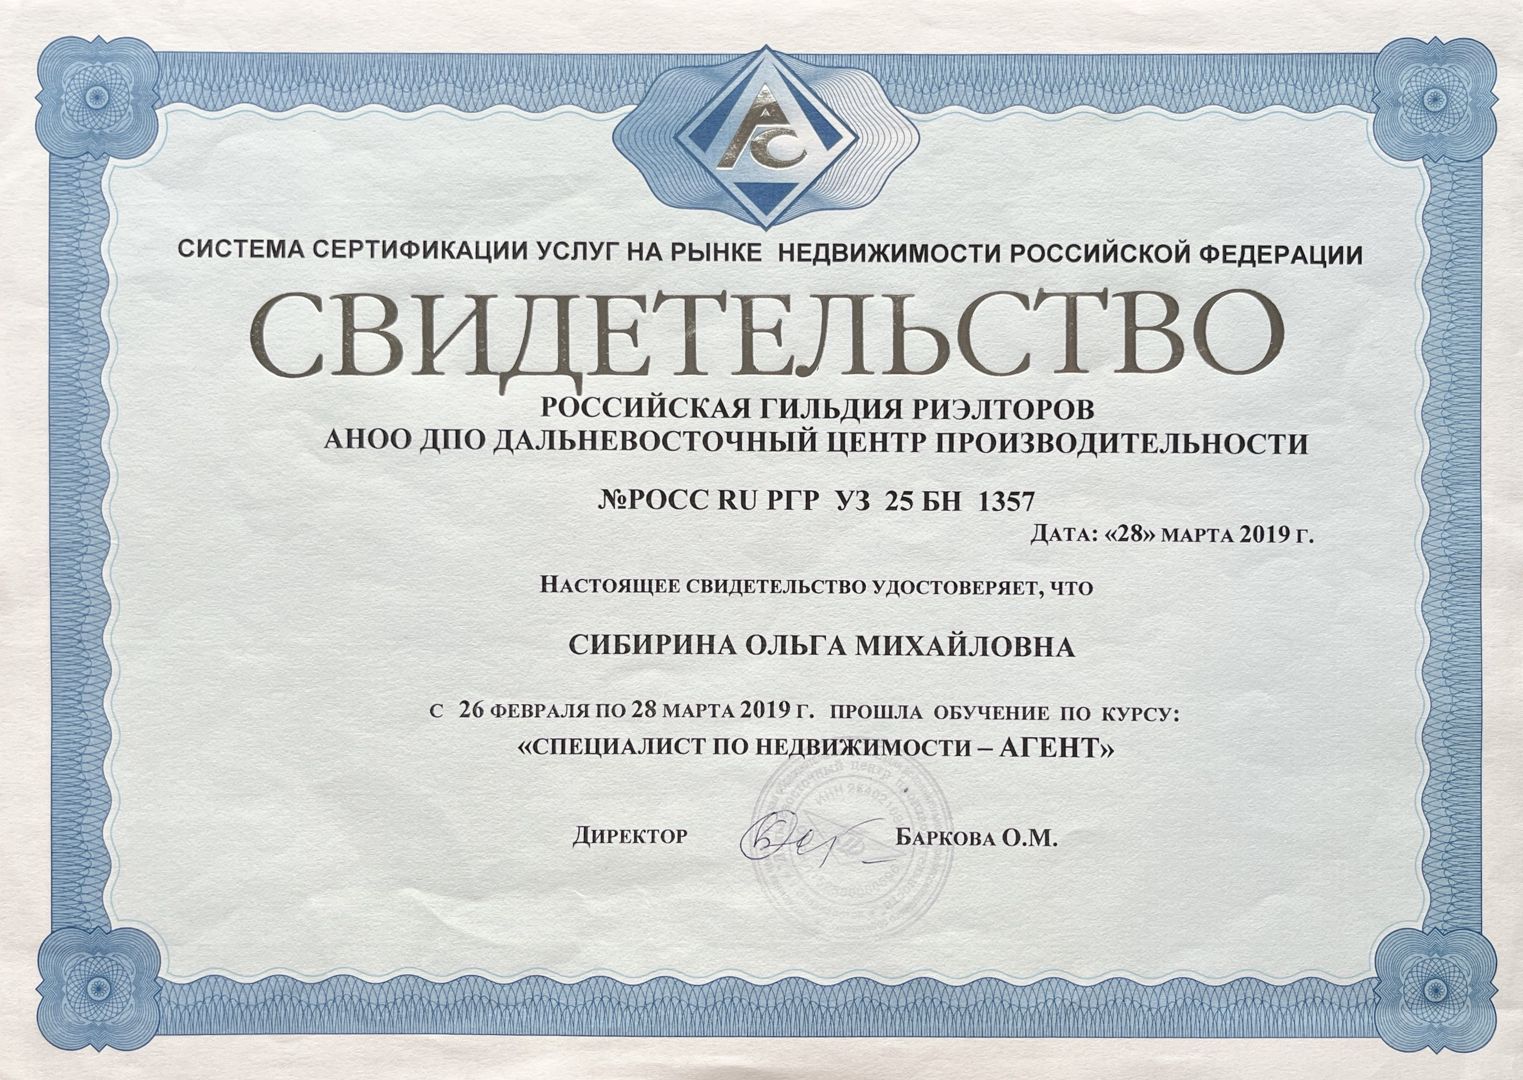 АС
СИСТЕМА СЕРТИФИКАЦИИ УСЛУГ НА РЫНКЕ НЕДВИЖИМОСТИ РОССИЙСКОЙ ФЕДЕРАЦИИ
СВИДЕТЕЛЬСТВО
РОССИЙСКАЯ ГИЛЬДИЯ РИЭЛТОРОВ
АНОО ДПО ДАЛЬНЕВОСТОЧНЫЙ ЦЕНТР ПРОИЗВОДИТЕЛЬНОСТИ
№РОСС RU РГР УЗ 25 БН 1357
ДАТА: «28» МАРТА 2019 Г.
НАСТОЯЩЕЕ СВИДЕТЕЛЬСТВО УДОСТОВЕРЯЕТ, ЧТО
СИБИРИНА ОЛЬГА МИХАЙЛОВНА
С 26 ФЕВРАЛЯ ПО 28 МАРТА 2019 Г. ПРОШЛА ОБУЧЕНИЕ ПО КУРСУ:
«СПЕЦИАЛИСТ ПО НЕДВИЖИМОСТИ – АГЕНТ»
ДИРЕКТОР БАРКОВА О.М.